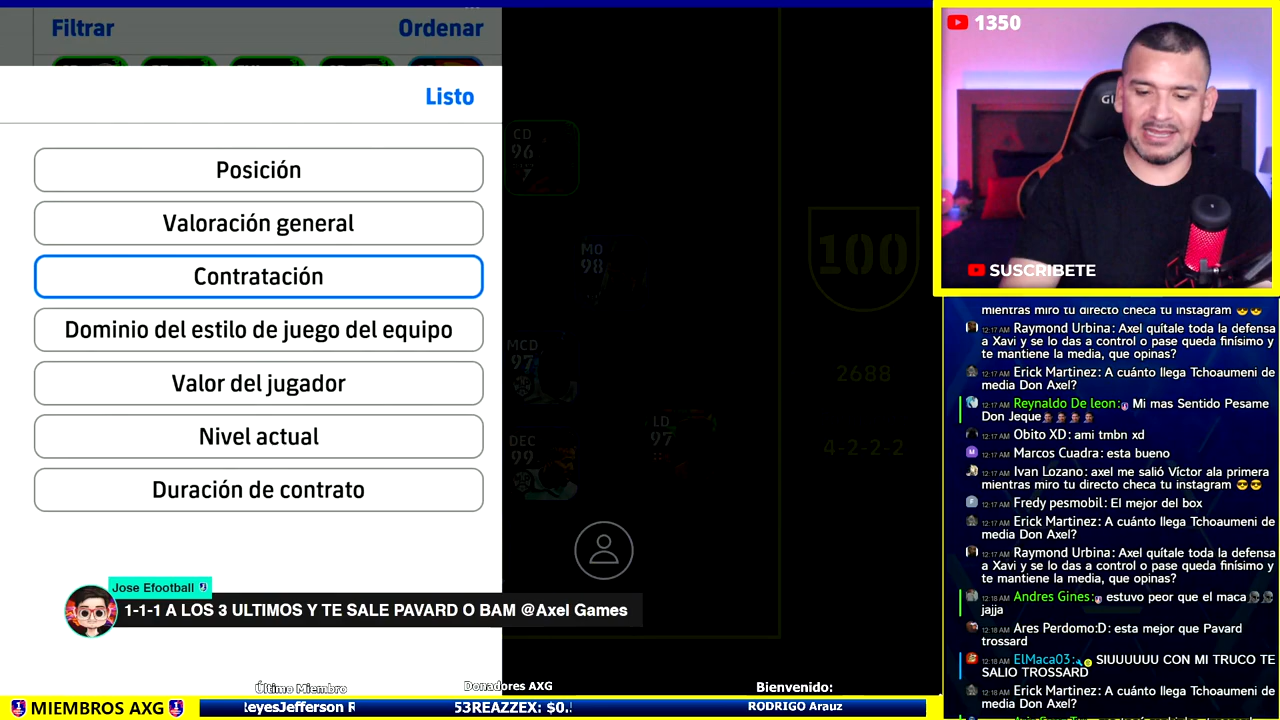 Filtrar
Ordenar
Listo
Posición
Valoración general
Contratación
Dominio del estilo de juego del equipo
Valor del jugador
Nivel actual
Duración de contrato
CD
96
MO
98
MCD
97
DEC
99
LD
97
100
2688
4-2-2-2
Jose Efootball
1-1-1 A LOS 3 ULTIMOS Y TE SALE PAVARD O BAM @Axel Games
1350
SUSCRIBETE
mientras miro tu directo checa tu instagram 😎😎
12:17 AM Raymond Urbina: Axel quítale toda la defensa
a Xavi y se lo das a control o pase queda finísimo y
te mantiene la media, que opinas?
12:17 AM Erick Martinez: A cuánto llega Tchoaumeni de
media Don Axel?
12:17 AM Reynaldo De leon: Mi mas Sentido Pesame
Don Jeque
12:17 AM Obito XD: ami tmbn xd
12:17 AM Marcos Cuadra: esta bueno
12:17 AM Ivan Lozano: axel me salió Víctor ala primera
mientras miro tu directo checa tu instagram 😎😎
12:17 AM Fredy pesmobil: El mejor del box
12:17 AM Erick Martinez: A cuánto llega Tchoaumeni de
media Don Axel?
12:17 AM Raymond Urbina: Axel quítale toda la defensa
a Xavi y se lo das a control o pase queda finísimo y
te mantiene la media, que opinas?
12:18 AM Andres Gines: estuvo peor que el maca
jajja
12:18 AM Ares Perdomo:D: esta mejor que Pavard
trossard
12:18 AM ElMaca03: SIUUUUUU CON MI TRUCO TE
SALIO TROSSARD
12:18 AM Erick Martinez: A cuánto llega Tchoaumeni de
media Don Axel?
Último Miembro
Donadores AXG
Bienvenido:
MIEMBROS AXG
eyesJefferson R
53REAZZEX: $0.
RODRIGO Arauz